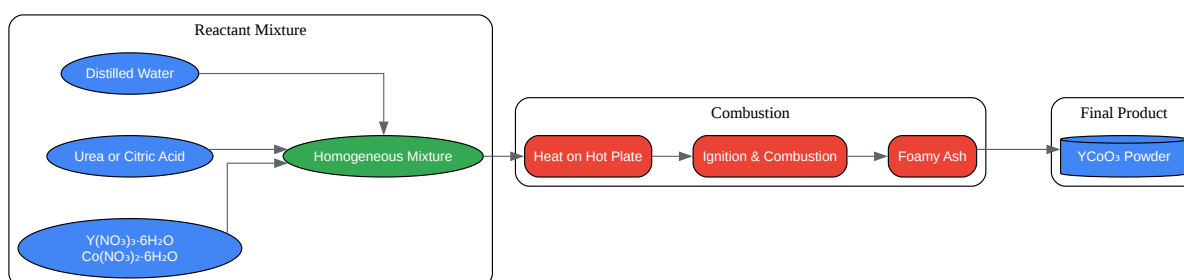 Reactant Mixture
Distilled Water
Urea or Citric Acid
Homogeneous Mixture
Y(NO₃)₃·6H₂O
Co(NO₃)₂·6H₂O
Combustion
Heat on Hot Plate
Ignition & Combustion
Foamy Ash
Final Product
YCoO₃ Powder